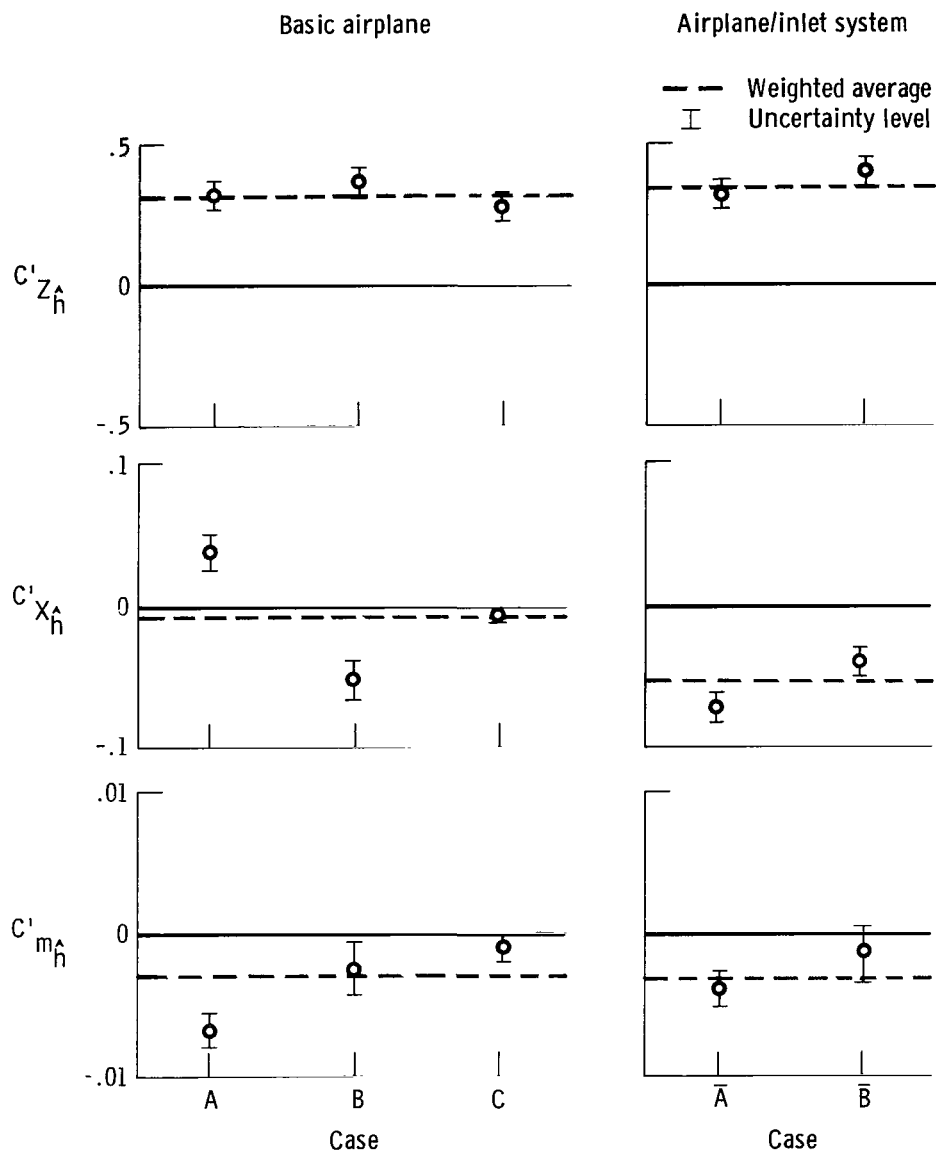 Basic airplane
Airplane/inlet system
Weighted average
Uncertainty level
.5
C'Zĥ
0
-.5
.1
C'Xĥ
0
-.1
.01
C'mĥ
0
-.01
A B C
Case
Ā B̄
Case